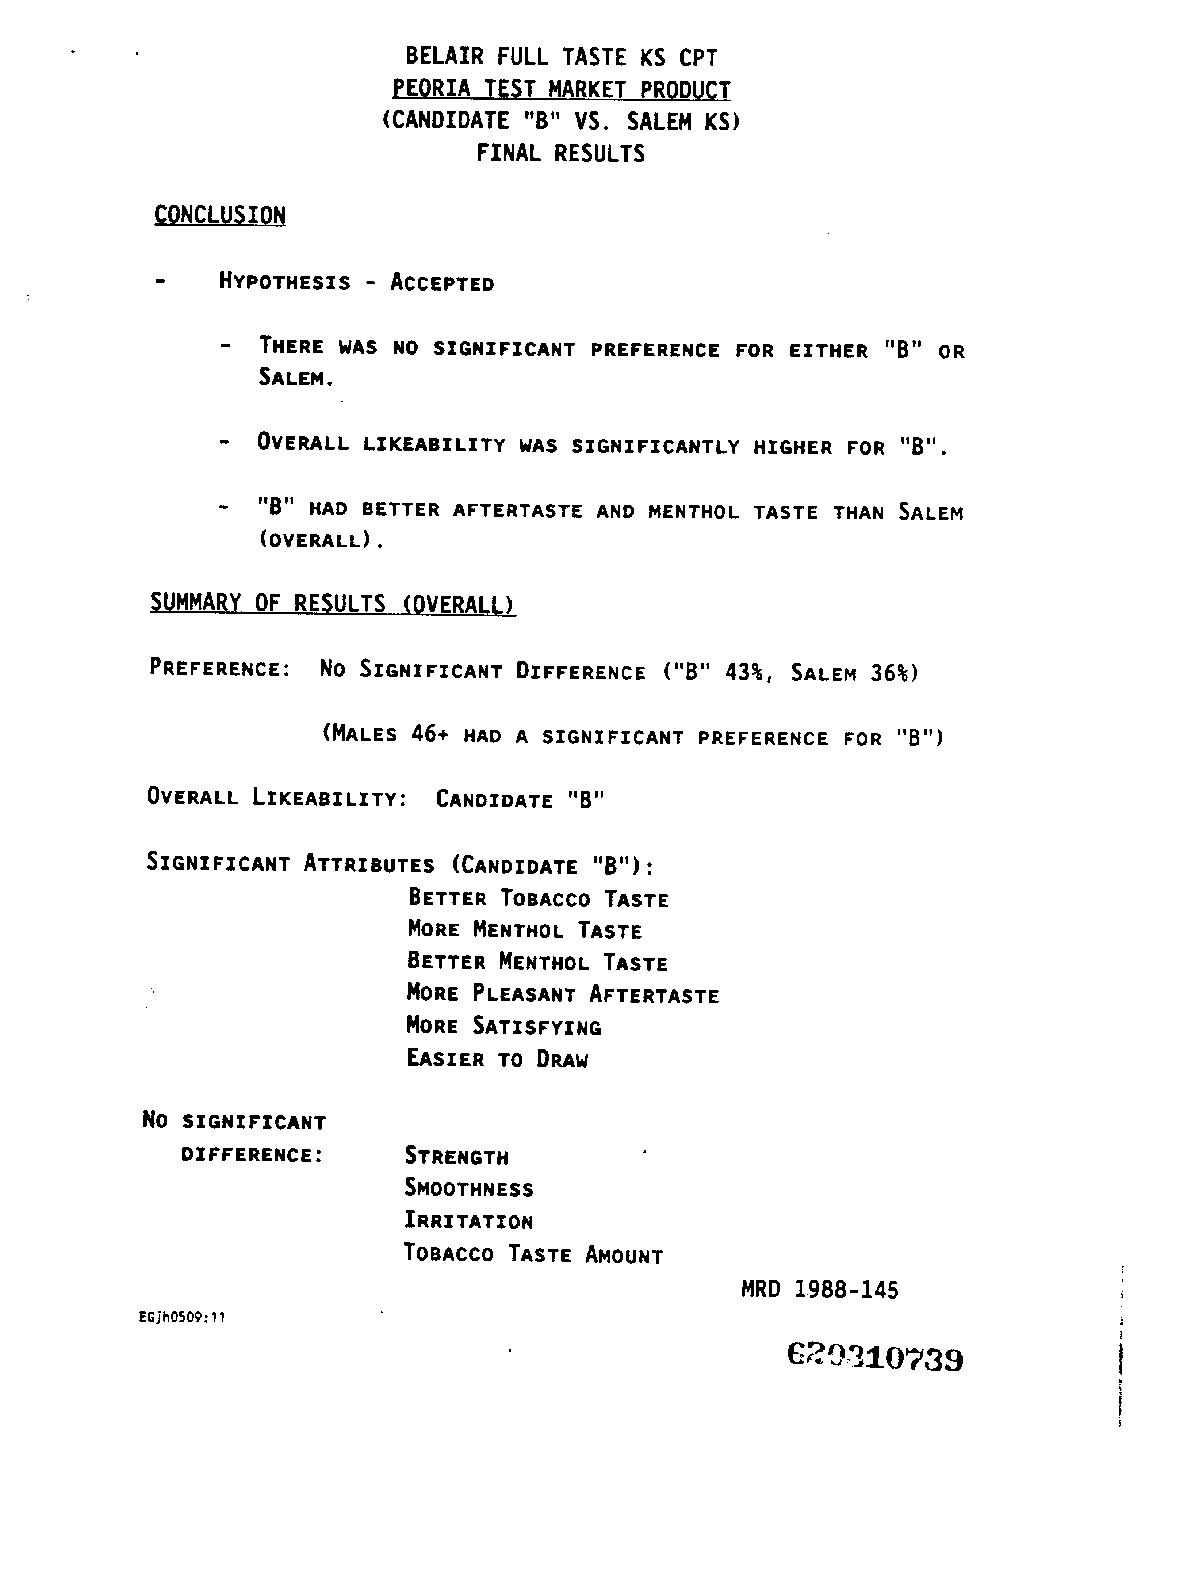 BELAIR FULL TASTE KS CPT
PEORIA TEST MARKET PRODUCT
(CANDIDATE "B" VS. SALEM KS)
FINAL RESULTS
CONCLUSION
- HYPOTHESIS - ACCEPTED
- THERE WAS NO SIGNIFICANT PREFERENCE FOR EITHER "B" OR
SALEM.
- OVERALL LIKEABILITY WAS SIGNIFICANTLY HIGHER FOR "B".
- "B" HAD BETTER AFTERTASTE AND MENTHOL TASTE THAN SALEM
(OVERALL).
SUMMARY OF RESULTS (OVERALL)
PREFERENCE: NO SIGNIFICANT DIFFERENCE ("B" 43%, SALEM 36%)
(MALES 46+ HAD A SIGNIFICANT PREFERENCE FOR "B")
OVERALL LIKEABILITY: CANDIDATE "B"
SIGNIFICANT ATTRIBUTES (CANDIDATE "B"):
BETTER TOBACCO TASTE
MORE MENTHOL TASTE
BETTER MENTHOL TASTE
MORE PLEASANT AFTERTASTE
MORE SATISFYING
EASIER TO DRAW
NO SIGNIFICANT
DIFFERENCE: STRENGTH
SMOOTHNESS
IRRITATION
TOBACCO TASTE AMOUNT
MRD 1988-145
EGjh0509:11
620310739